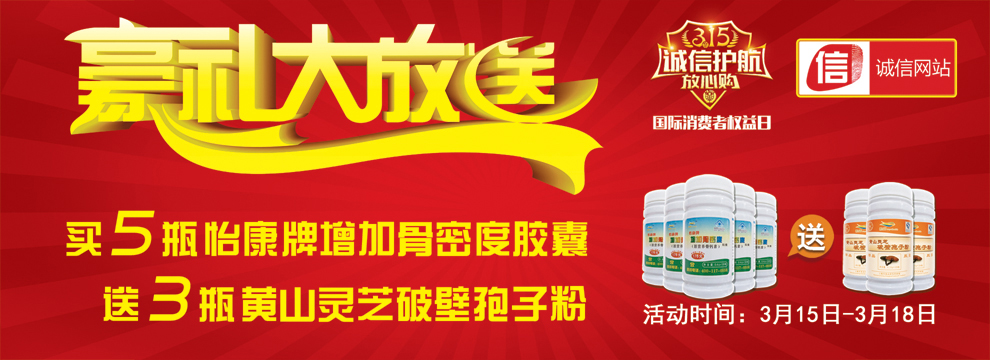 豪礼大放送
3.15
诚信护航
放心购
国际消费者权益日
信
诚信网站
买5瓶怡康牌增加骨密度胶囊
送3瓶黄山灵芝破壁孢子粉
送
活动时间：3月15日-3月18日